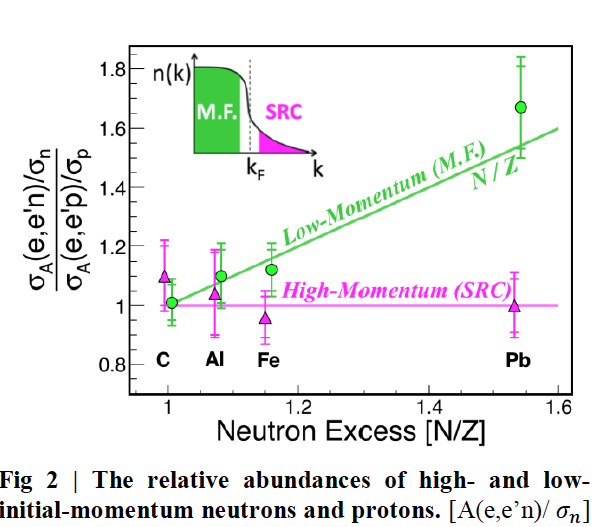 1.8
1.6
1.4
1.2
1
0.8
σA(e,e'n)/σn
σA(e,e'p)/σp
n(k)
M.F.
SRC
kF
k
Low-Momentum (M.F.)
N / Z
High-Momentum (SRC)
C
Al
Fe
Pb
1
1.2
1.4
1.6
Neutron Excess [N/Z]
Fig 2 | The relative abundances of high- and low-
initial-momentum neutrons and protons. [A(e,e’n)/ σn]